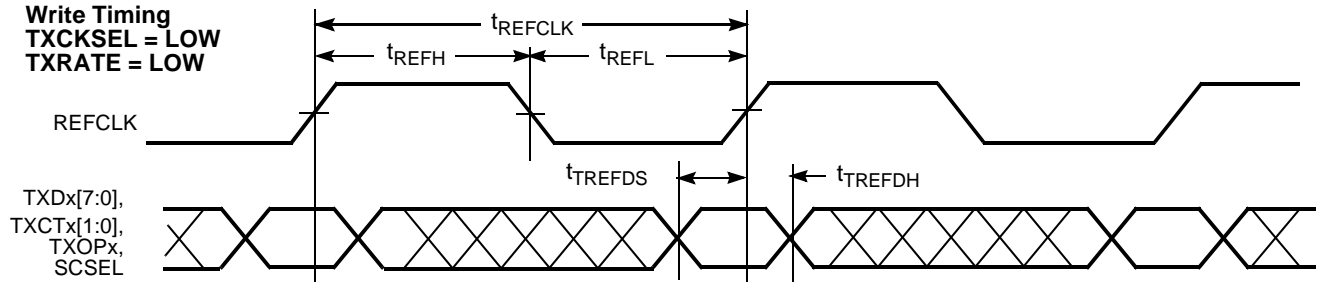 Write Timing
TXCKSEL = LOW
TXRATE = LOW
tREFCLK
tREFH
tREFL
REFCLK
tTREFDS
tTREFDH
TXDx[7:0],
TXCTx[1:0],
TXOPx,
SCSEL